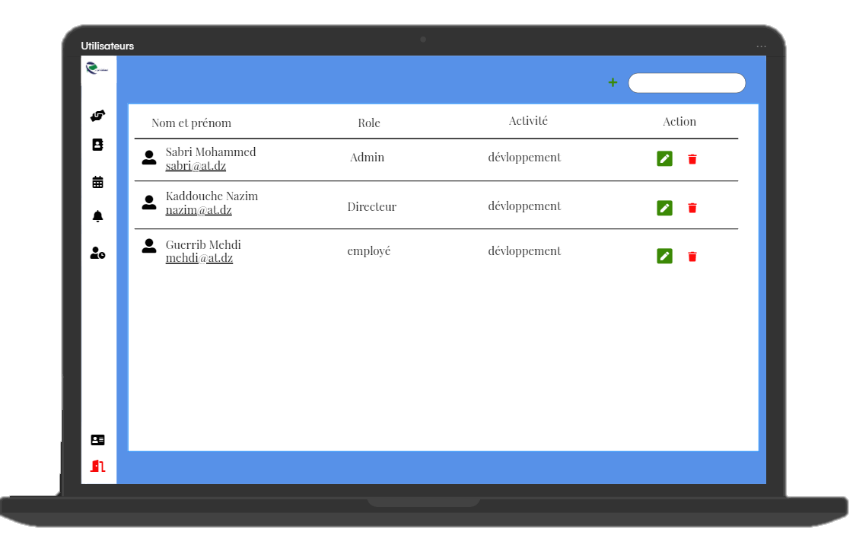 Utilisateurs
Nom et prénom Role Activité Action
Sabri Mohammed
sabri@at.dz
Admin dévloppement
Kaddouche Nazim
nazim@at.dz
Directeur dévloppement
Guerrib Mehdi
mehdi@at.dz
employé dévloppement